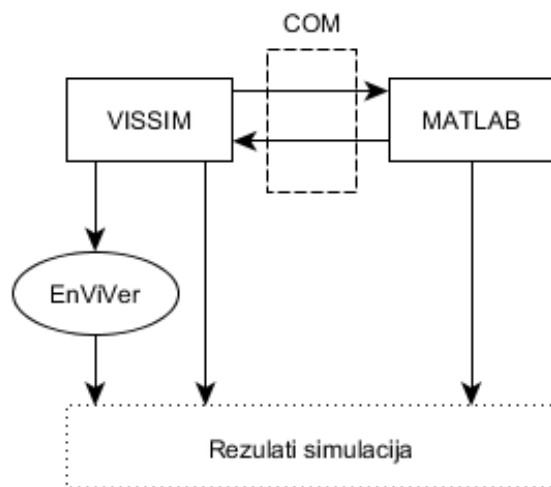 COM
VISSIM
MATLAB
EnViVer
Rezulati simulacija